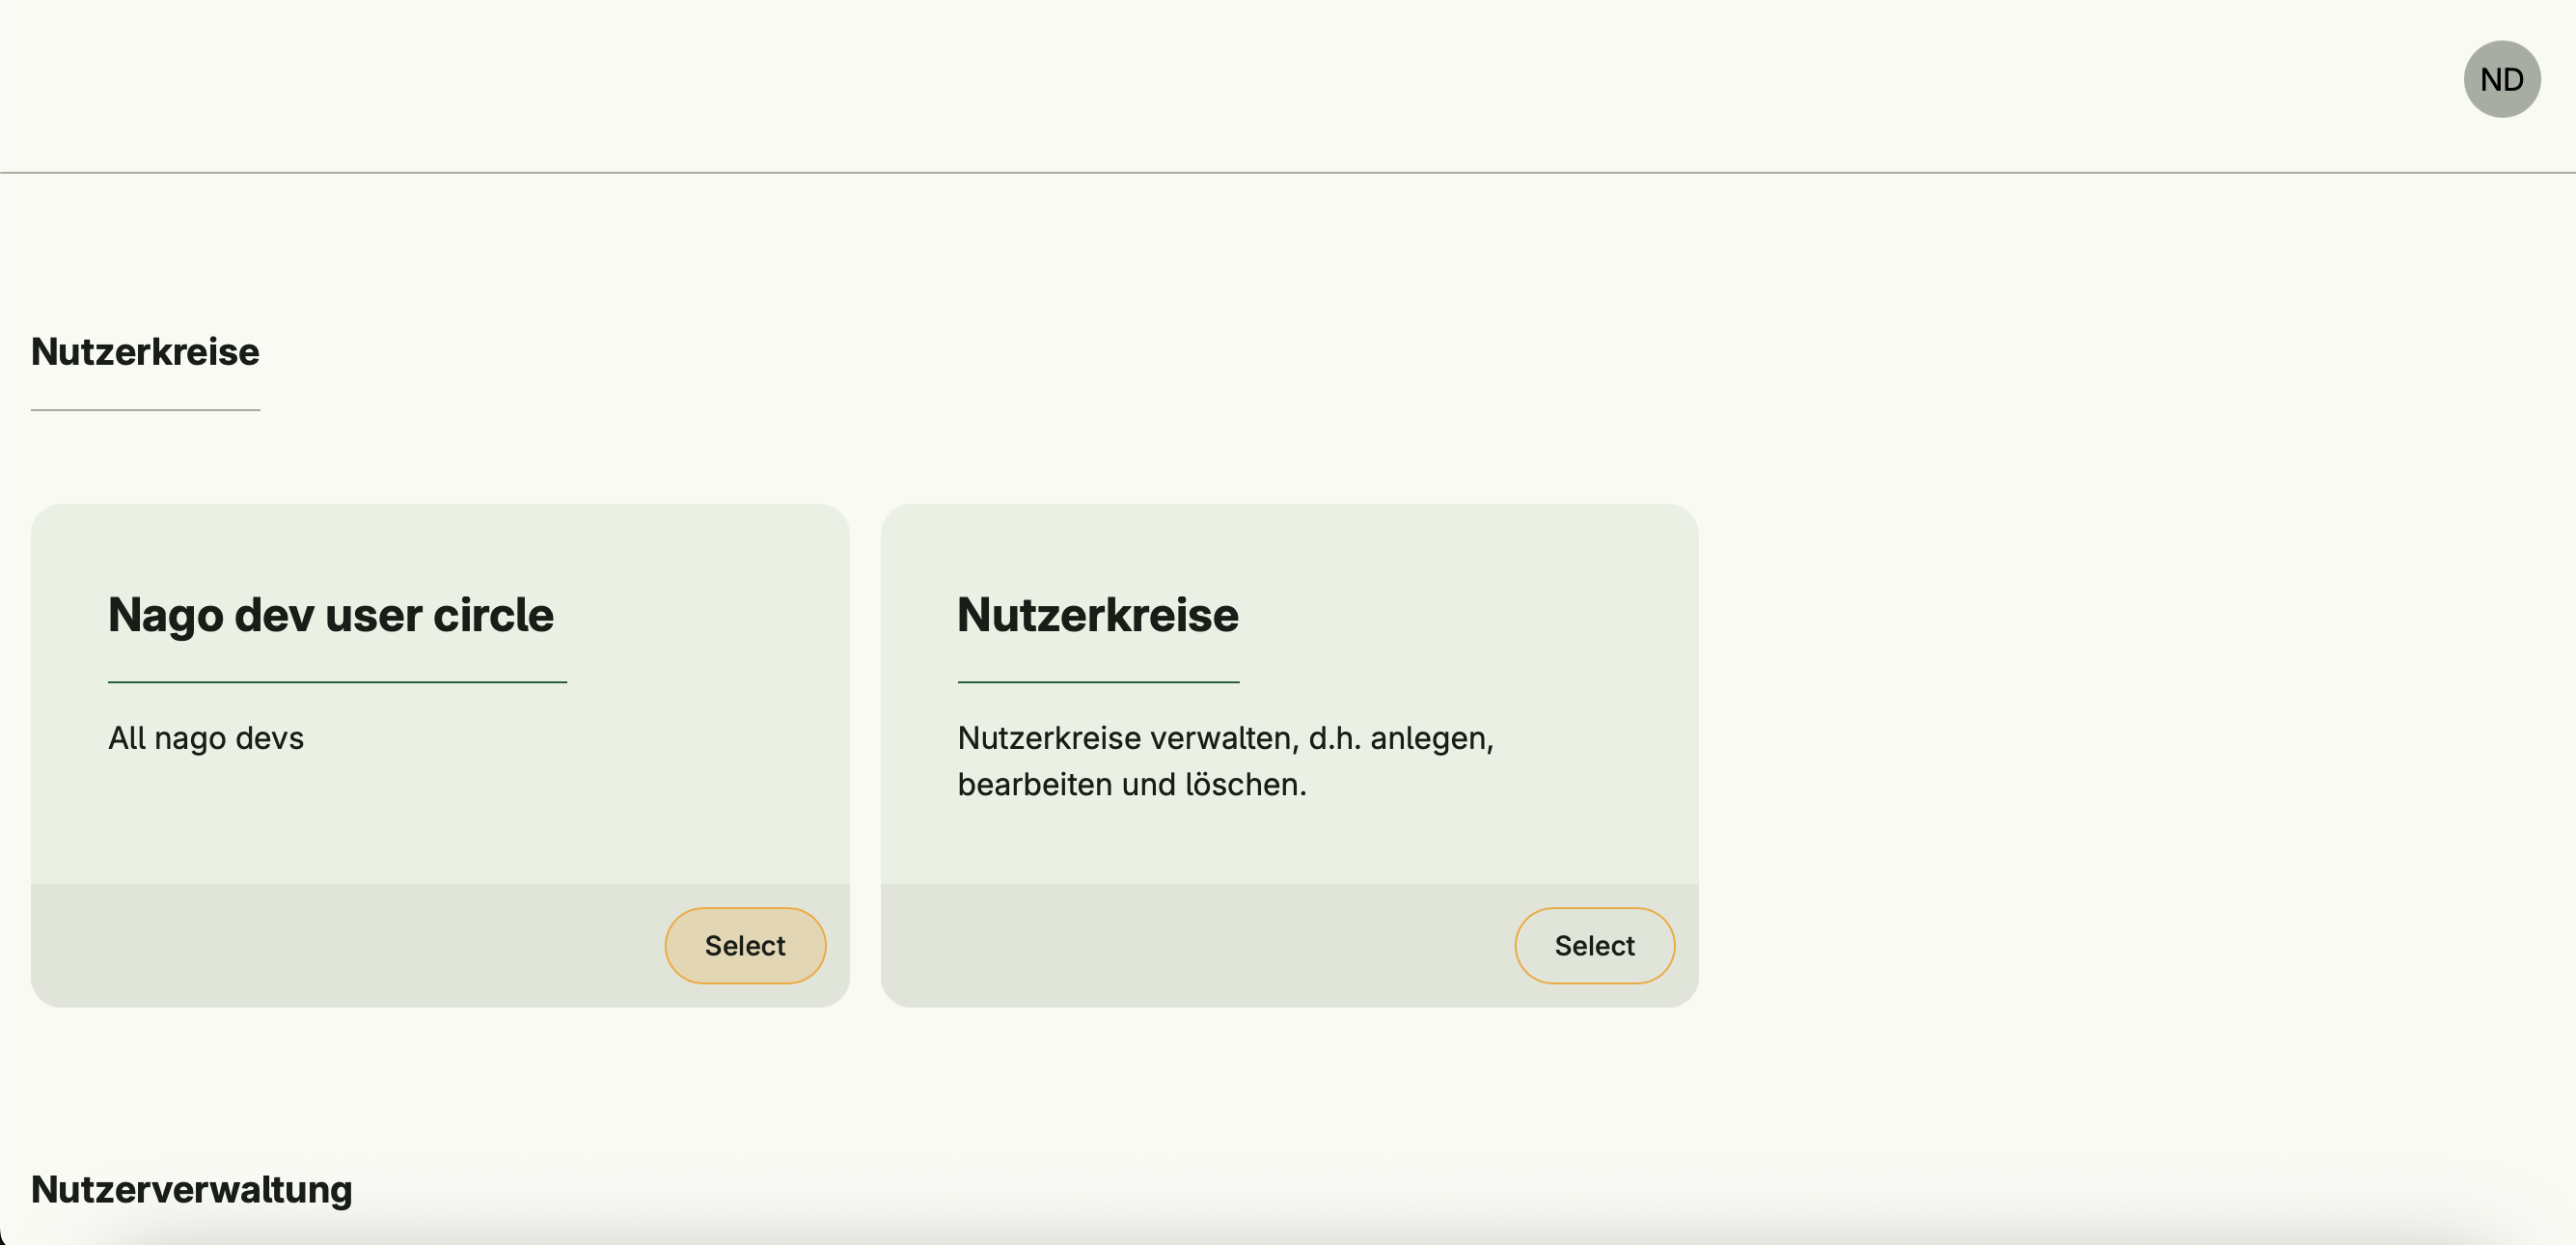 ND
Nutzerkreise
Nago dev user circle
All nago devs
Select
Nutzerkreise
Nutzerkreise verwalten, d.h. anlegen,
bearbeiten und löschen.
Select
Nutzerverwaltung